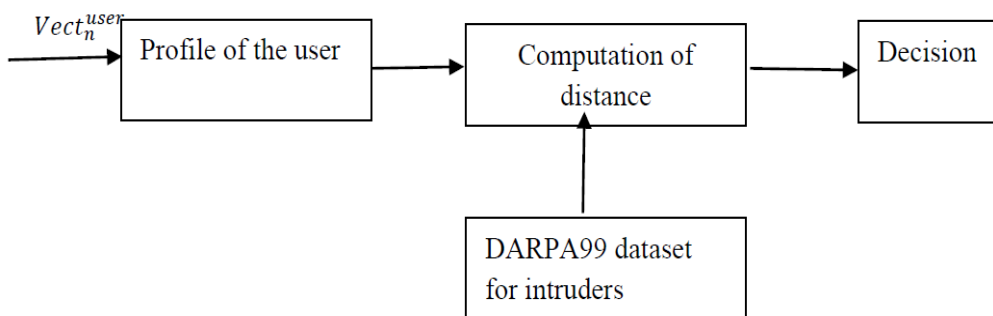 Vect_n^user
Profile of the user
Computation of
distance
Decision
DARPA99 dataset
for intruders